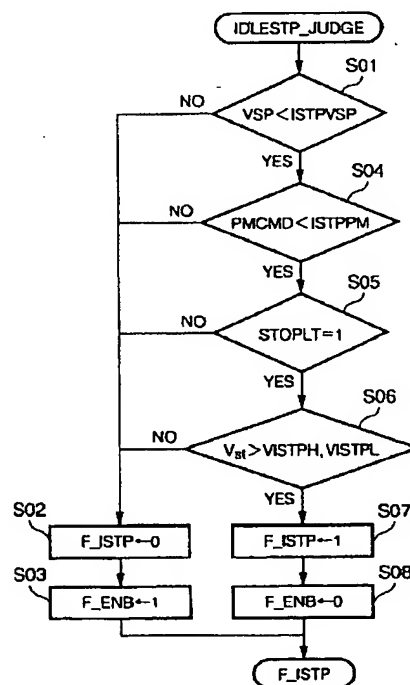 IDLESTP_JUDGE
S01
VSP<ISTPVSP
NO
YES
S04
PMCMD<ISTPPM
NO
YES
S05
STOPLT=1
NO
YES
S06
Vst>VISTPH, VISTPL
NO
YES
S02
F_ISTP←0
S07
F_ISTP←1
S03
F_ENB←1
S08
F_ENB←0
F_ISTP